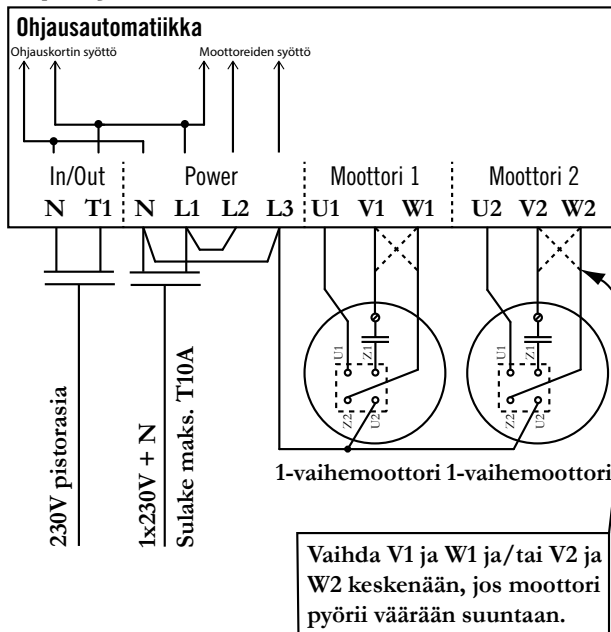 Ohjausautomatiikka
Ohjauskortin syöttö Moottoreiden syöttö
In/Out Power Moottori 1 Moottori 2
N T1 N L1 L2 L3 U1 V1 W1 U2 V2 W2
U1 Z1 U1 Z1
Z2 U2 Z2 U2
230V pistorasia
1x230V + N
Sulake maks. T10A
1-vaihemoottori 1-vaihemoottori
Vaihda V1 ja W1 ja/tai V2 ja
W2 keskenään, jos moottori
pyörii väärään suuntaan.